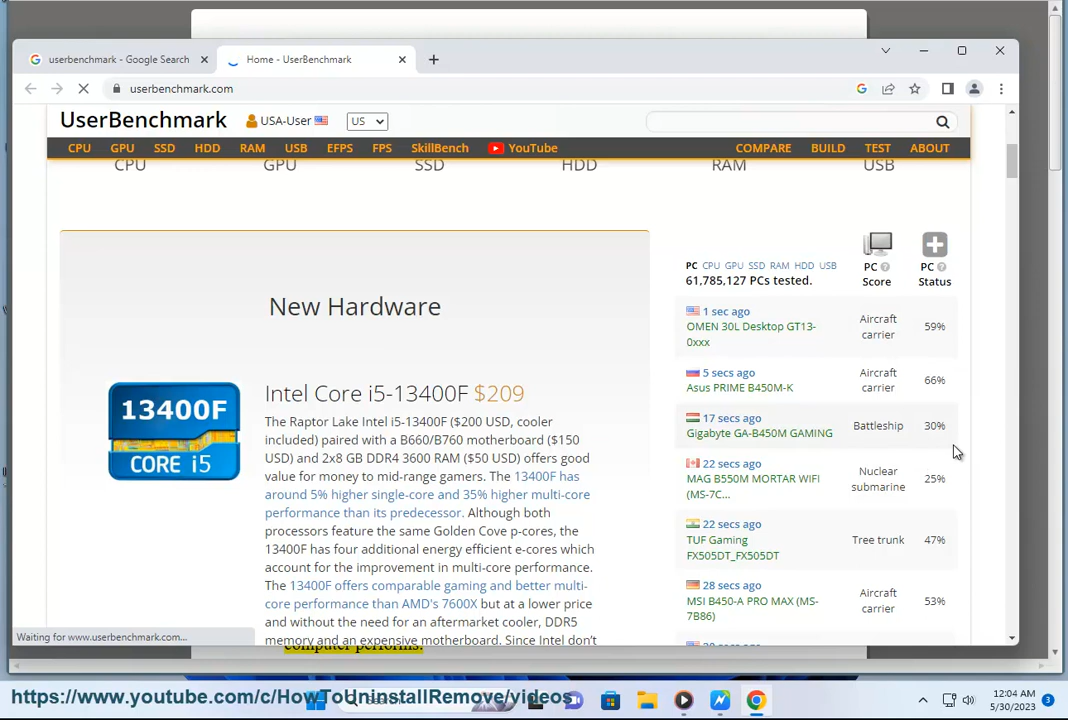 userbenchmark - Google Search
Home - UserBenchmark
userbenchmark.com
UserBenchmark
USA-User
US
CPU GPU SSD HDD RAM USB EFPS FPS SkillBench YouTube COMPARE BUILD TEST ABOUT
CPU GPU SSD HDD RAM USB
New Hardware
13400F
CORE i5
Intel Core i5-13400F $209
The Raptor Lake Intel i5-13400F ($200 USD, cooler
included) paired with a B660/B760 motherboard ($150
USD) and 2x8 GB DDR4 3600 RAM ($50 USD) offers good
value for money to mid-range gamers. The 13400F has
around 5% higher single-core and 35% higher multi-core
performance than its predecessor. Although both
processors feature the same Golden Cove p-cores, the
13400F has four additional energy efficient e-cores which
account for the improvement in multi-core performance.
The 13400F offers comparable gaming and better multi-
core performance than AMD's 7600X but at a lower price
and without the need for an aftermarket cooler, DDR5
memory and an expensive motherboard. Since Intel don't
PC CPU GPU SSD RAM HDD USB
61,785,127 PCs tested.
PC
Score
PC
Status
1 sec ago
OMEN 30L Desktop GT13-
0xxx
Aircraft
carrier
59%
5 secs ago
Asus PRIME B450M-K
Aircraft
carrier
66%
17 secs ago
Gigabyte GA-B450M GAMING
Battleship
30%
22 secs ago
MAG B550M MORTAR WIFI
(MS-7C...
Nuclear
submarine
25%
22 secs ago
TUF Gaming
FX505DT_FX505DT
Tree trunk
47%
28 secs ago
MSI B450-A PRO MAX (MS-
7B86)
Aircraft
carrier
53%
Waiting for www.userbenchmark.com...
computer performs.
https://www.youtube.com/c/HowToUninstallRemove/videos
12:04 AM
5/30/2023
3